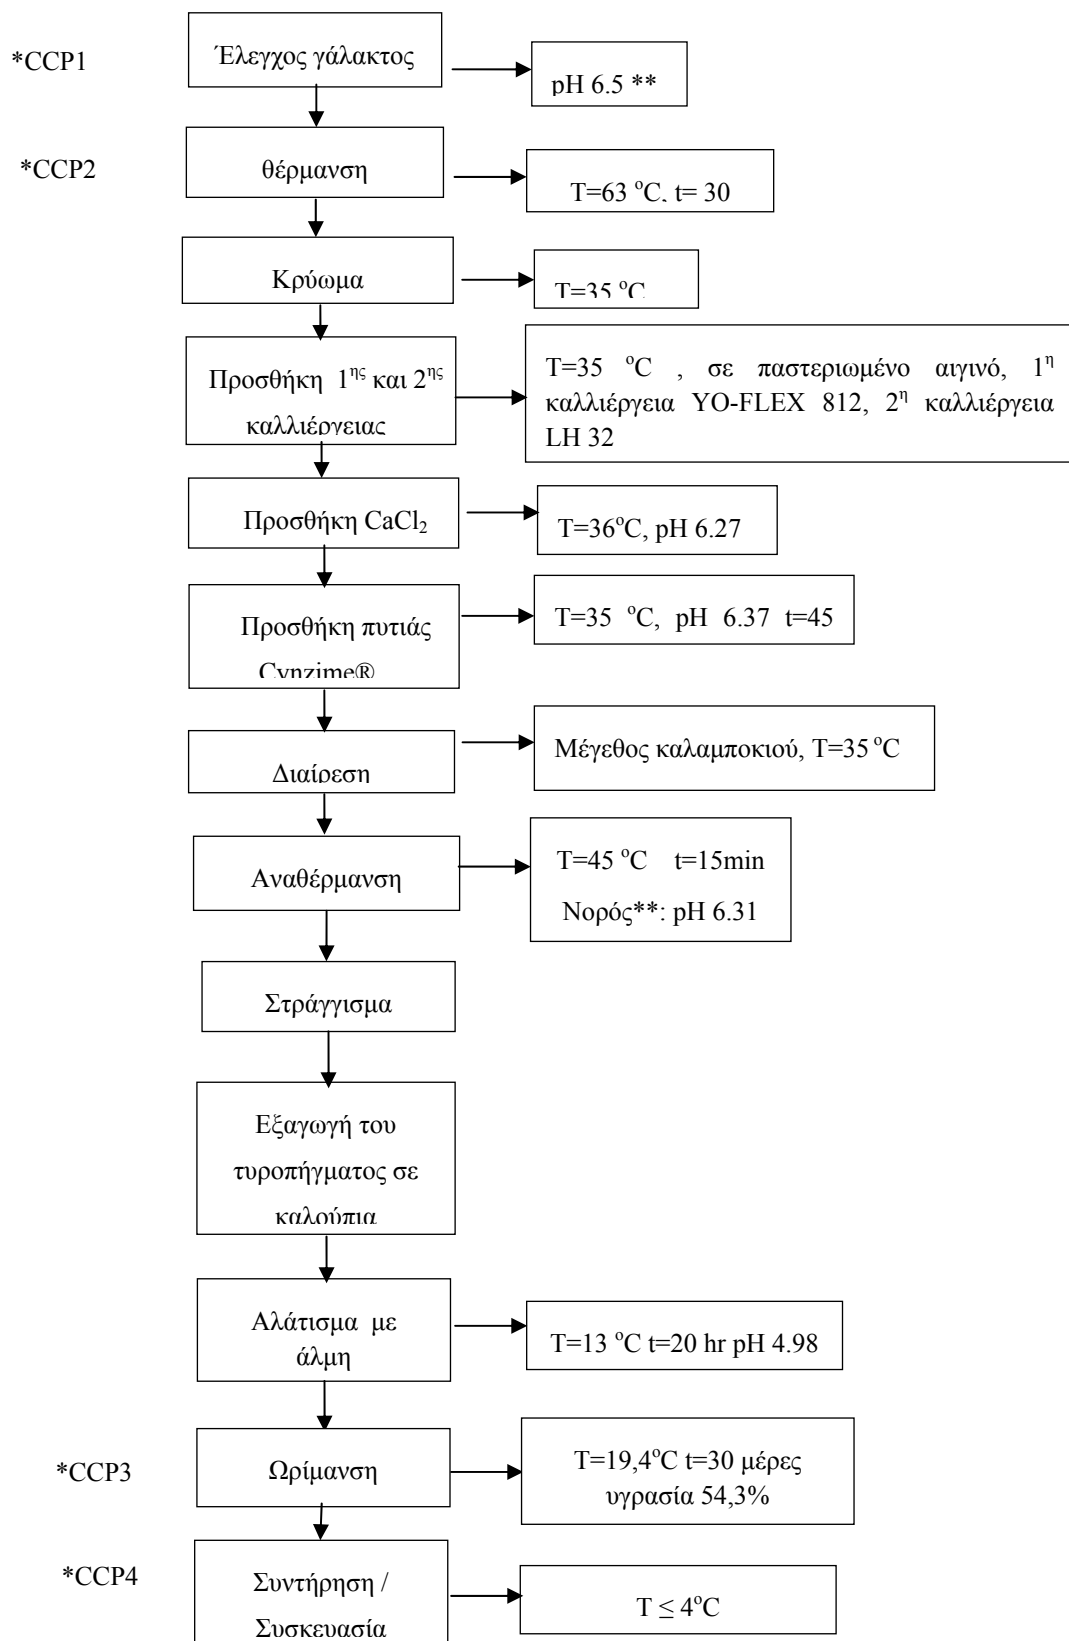 *CCP1
Έλεγχος γάλακτος
pH 6.5 **
*CCP2
θέρμανση
T=63 °C, t= 30
Κρύωμα
T=35 °C
Προσθήκη 1ης και 2ης
καλλιέργειας
T=35 °C , σε παστεριωμένο αιγινό, 1η
καλλιέργεια YO-FLEX 812, 2η καλλιέργεια
LH 32
Προσθήκη CaCl2
T=36°C, pH 6.27
Προσθήκη πυτιάς
Cynzime®
T=35 °C, pH 6.37 t=45
Διαίρεση
Μέγεθος καλαμποκιού, T=35 °C
Αναθέρμανση
T=45 °C t=15min
Νορός**: pH 6.31
Στράγγισμα
Εξαγωγή του
τυροπήγματος σε
καλούπια
Αλάτισμα με
άλμη
T=13 °C t=20 hr pH 4.98
*CCP3
Ωρίμανση
T=19,4°C t=30 μέρες
υγρασία 54,3%
*CCP4
Συντήρηση /
Συσκευασία
T ≤ 4°C